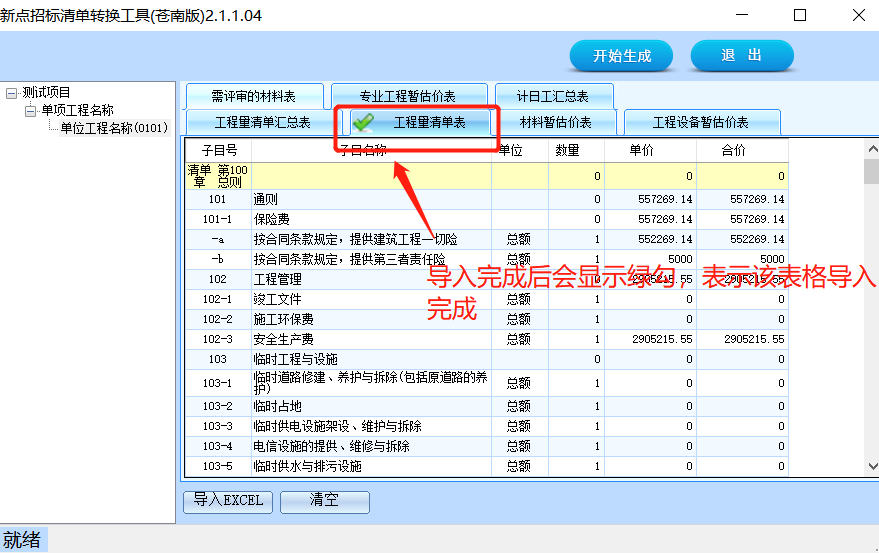 新点招标清单转换工具(苍南版)2.1.1.04
开始生成 退 出
测试项目
单项工程名称
单位工程名称(0101)
需评审的材料表 专业工程暂估价表 计日工汇总表
工程量清单汇总表 工程量清单表 材料暂估价表 工程设备暂估价表
子目号 子目名称 单位 数量 单价 合价
清单 第100
章 总则 0 0 0
101 通则 0 557269.14 557269.14
101-1 保险费 0 557269.14 557269.14
-a 按合同条款规定，提供建筑工程一切险 总额 1 552269.14 552269.14
-b 按合同条款规定，提供第三者责任险 总额 1 5000 5000
102 工程管理 0 2905215.55 2905215.55
导入完成后会显示绿勾，表示该表格导入
完成
102-1 竣工文件 总额 1 0 0
102-2 施工环保费 总额 1 0 0
102-3 安全生产费 总额 1 2905215.55 2905215.55
103 临时工程与设施 0 0 0
103-1 临时道路修建、养护与拆除(包括原道路的养
护) 总额 1 0 0
103-2 临时占地 总额 1 0 0
103-3 临时供电设施架设、维护与拆除 总额 1 0 0
103-4 电信设施的提供、维修与拆除 总额 1 0 0
103-5 临时供水与排污设施 总额 1 0 0
导入EXCEL 清空
就绪